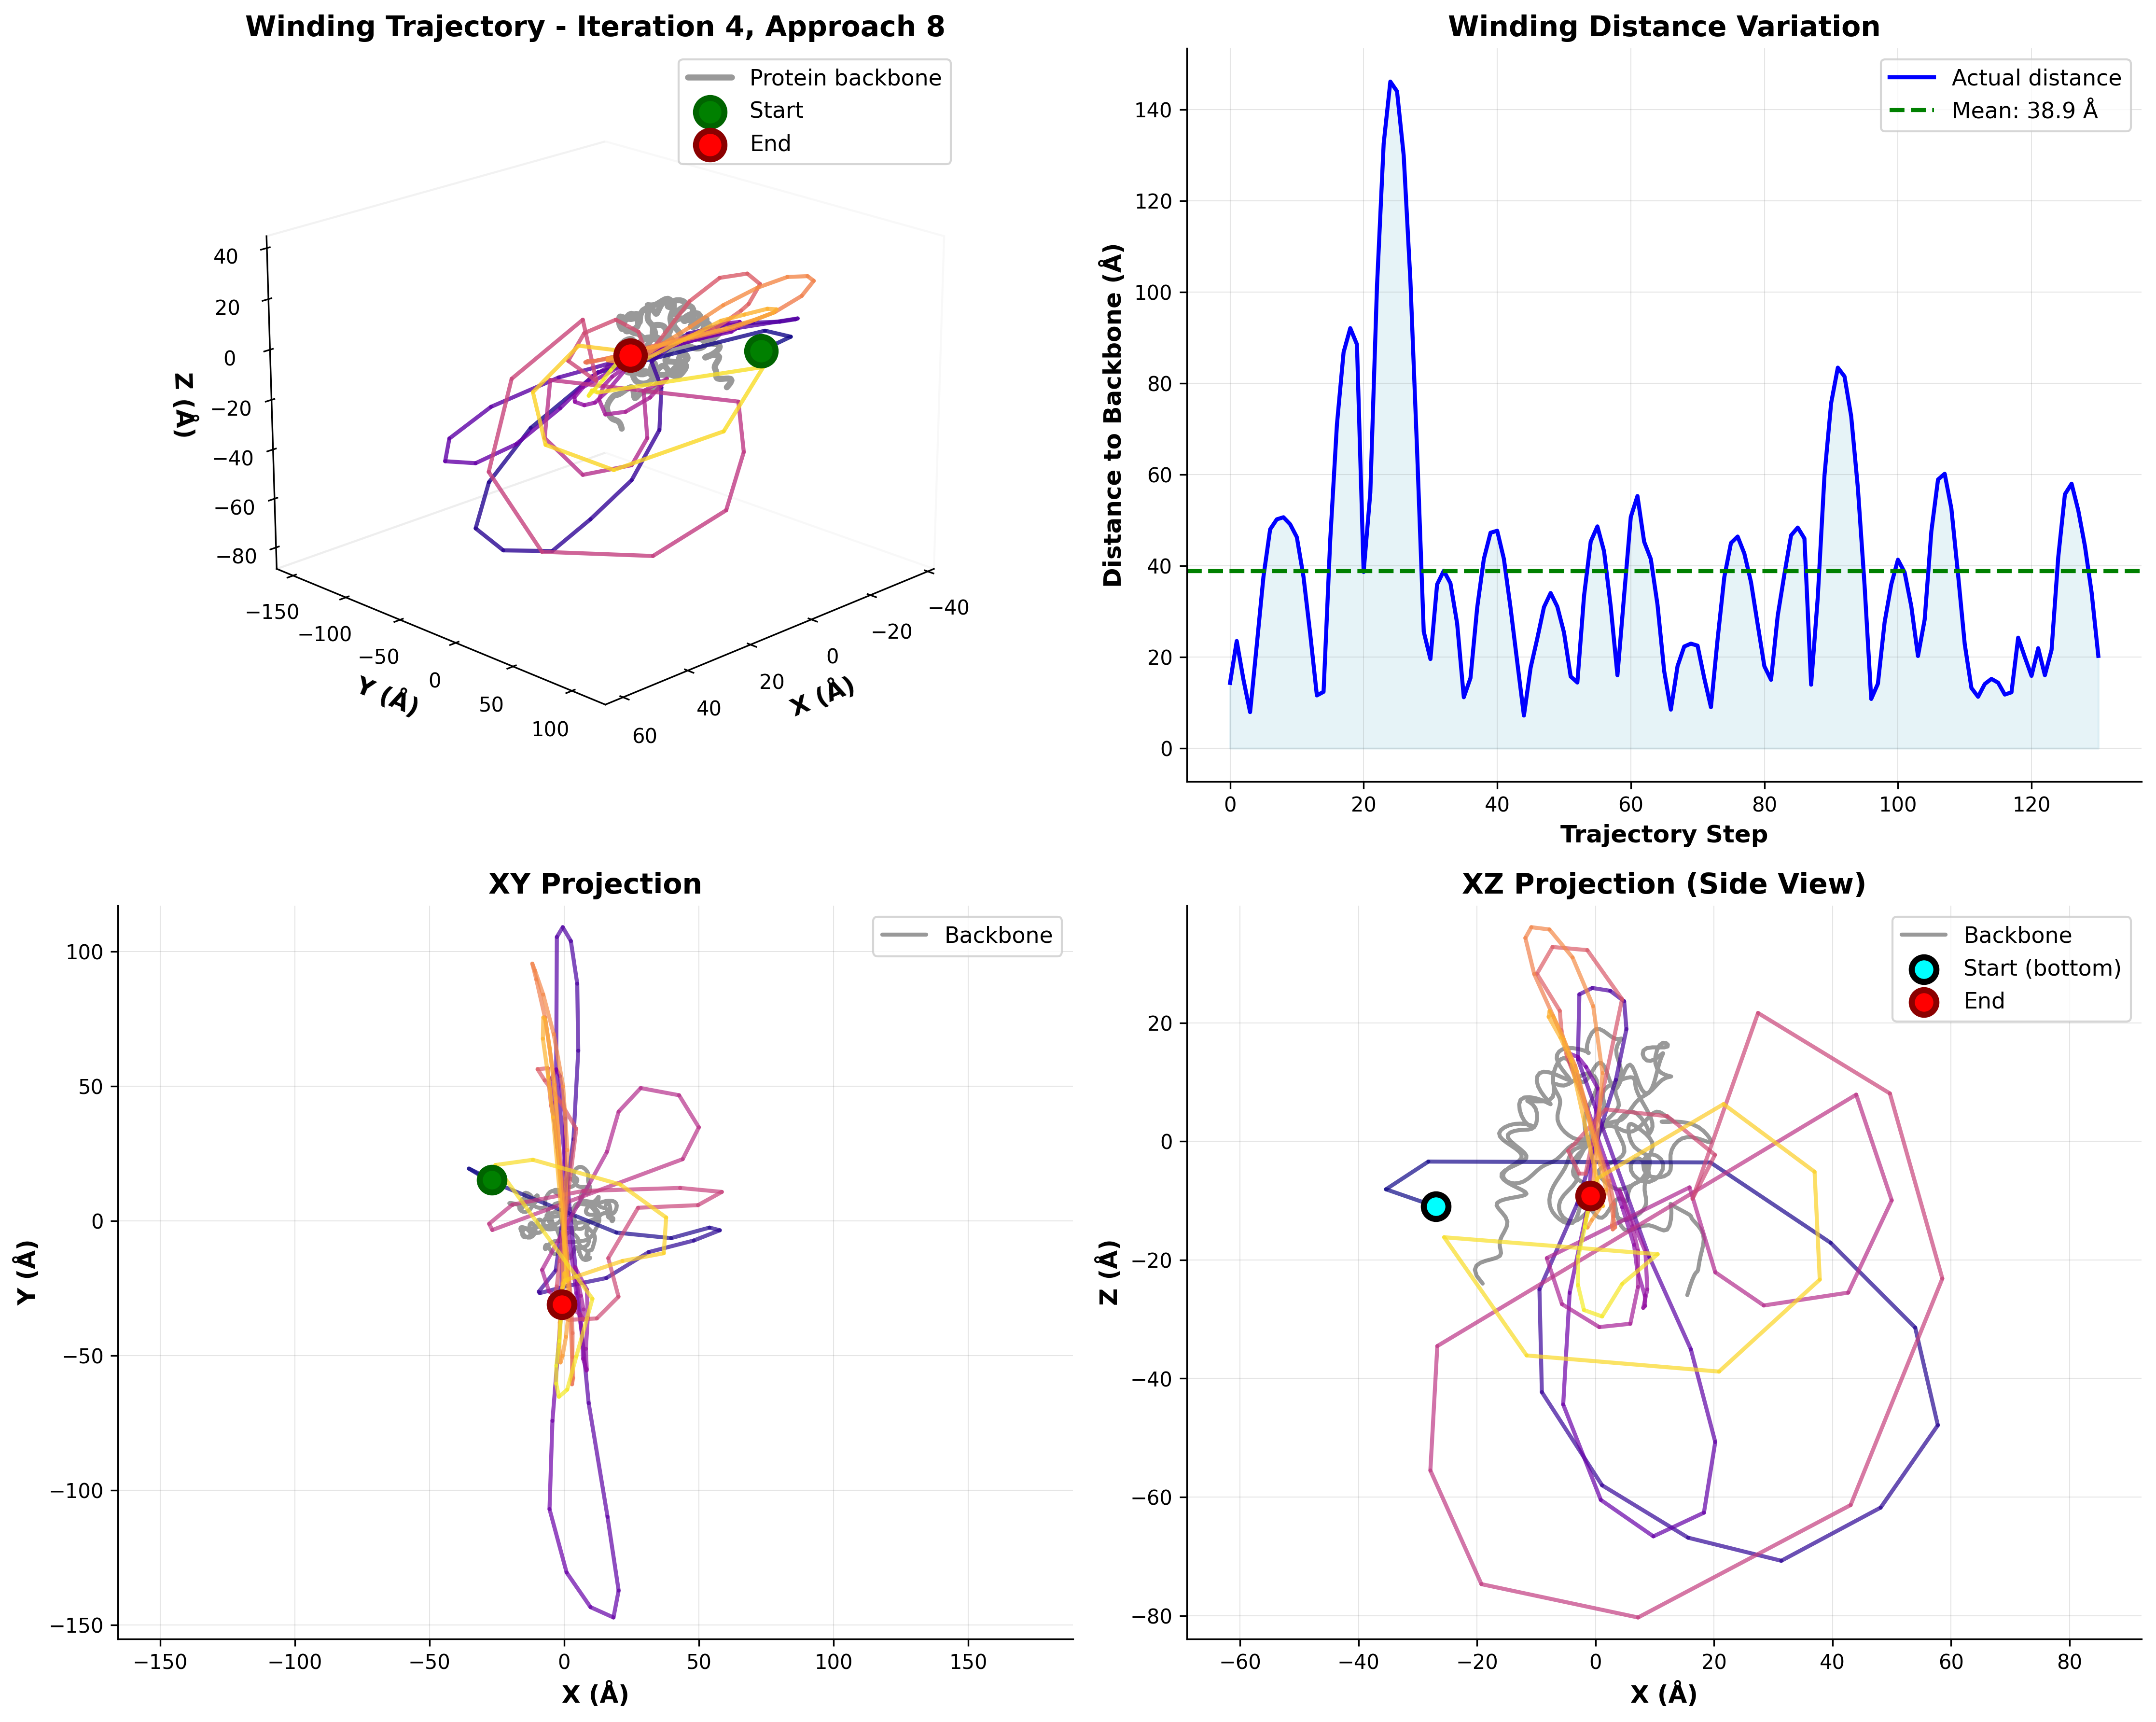 Winding Trajectory - Iteration 4, Approach 8
Protein backbone
Start
End
40
20
0
−20
−40
−60
−80
Z (Å)
−150
−100
−50
0
50
100
Y (Å)
60
40
20
0
−20
−40
X (Å)
Winding Distance Variation
Actual distance
Mean: 38.9 Å
140
120
100
80
60
40
20
0
Distance to Backbone (Å)
0 20 40 60 80 100 120
Trajectory Step
XY Projection
Backbone
100
50
0
−50
−100
−150
Y (Å)
−150 −100 −50 0 50 100 150
X (Å)
XZ Projection (Side View)
Backbone
Start (bottom)
End
20
0
−20
−40
−60
−80
Z (Å)
−60 −40 −20 0 20 40 60 80
X (Å)